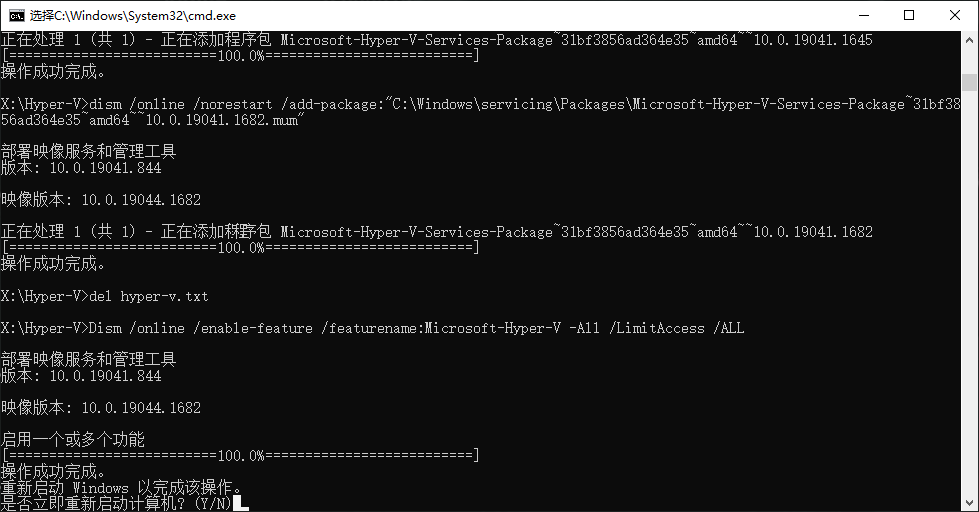 选择C:\Windows\System32\cmd.exe
正在处理 1 (共 1) - 正在添加程序包 Microsoft-Hyper-V-Services-Package~31bf3856ad364e35~amd64~~10.0.19041.1645
[==========================100.0%==========================]
操作成功完成。
X:\Hyper-V>dism /online /norestart /add-package:"C:\Windows\servicing\Packages\Microsoft-Hyper-V-Services-Package~31bf38
56ad364e35~amd64~~10.0.19041.1682.mum"
部署映像服务和管理工具
版本: 10.0.19041.844
映像版本: 10.0.19044.1682
正在处理 1 (共 1) - 正在添加程序包 Microsoft-Hyper-V-Services-Package~31bf3856ad364e35~amd64~~10.0.19041.1682
[==========================100.0%==========================]
操作成功完成。
X:\Hyper-V>del hyper-v.txt
X:\Hyper-V>Dism /online /enable-feature /featurename:Microsoft-Hyper-V -All /LimitAccess /ALL
部署映像服务和管理工具
版本: 10.0.19041.844
映像版本: 10.0.19044.1682
启用一个或多个功能
[==========================100.0%==========================]
操作成功完成。
重新启动 Windows 以完成该操作。
是否立即重新启动计算机? (Y/N)